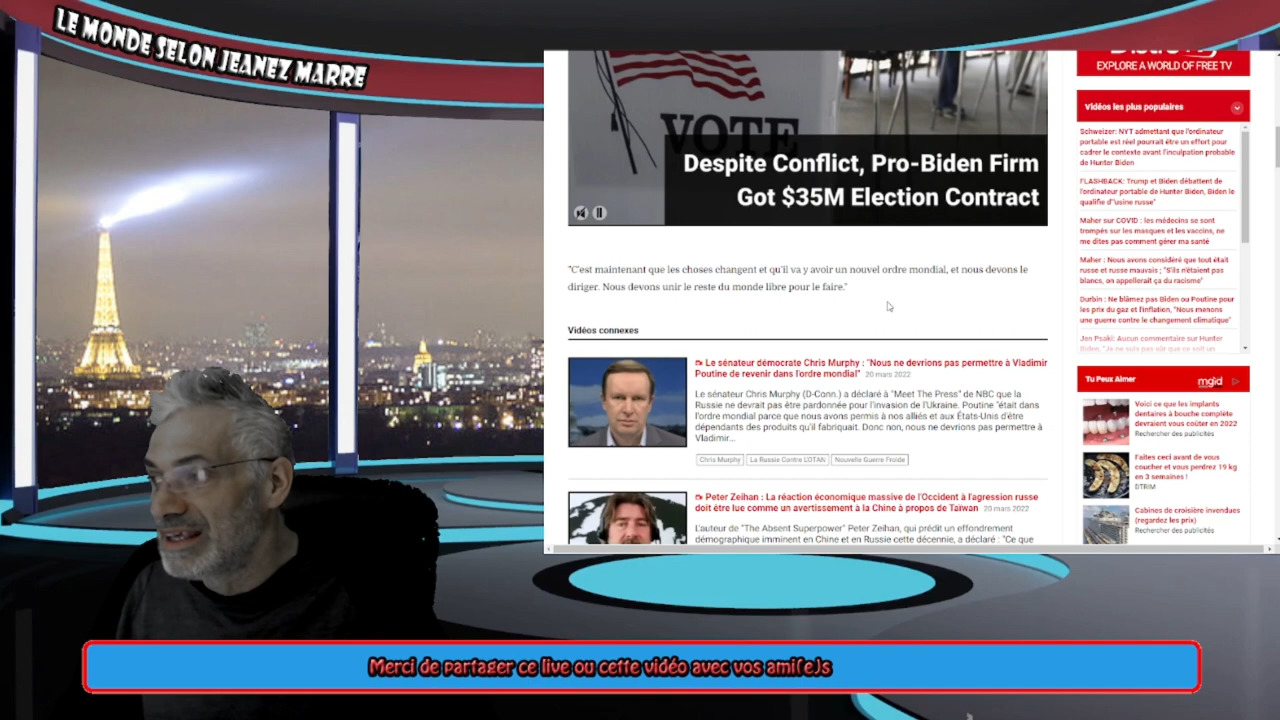 LE MONDE SELON JEANEZ MARRE
VOTE
Despite Conflict, Pro-Biden Firm
Got $35M Election Contract
"C'est maintenant que les choses changent et qu'il va y avoir un nouvel ordre mondial, et nous devons le
diriger. Nous devons unir le reste du monde libre pour le faire."
Vidéos connexes
Le sénateur démocrate Chris Murphy : "Nous ne devrions pas permettre à Vladimir
Poutine de revenir dans l'ordre mondial" 20 mars 2022
Le sénateur Chris Murphy (D-Conn.) a déclaré à "Meet The Press" de NBC que la
Russie ne devrait pas être pardonnée pour l'invasion de l'Ukraine. Poutine "était dans
l'ordre mondial parce que nous avons permis à nos alliés et aux États-Unis d'être
dépendants des produits qu'il fabriquait. Donc non, nous ne devrions pas permettre à
Vladimir...
Chris Murphy
La Russie Contre L'OTAN
Nouvelle Guerre Froide
Peter Zeihan : La réaction économique massive de l'Occident à l'agression russe
doit être lue comme un avertissement à la Chine à propos de Taïwan 20 mars 2022
L'auteur de "The Absent Superpower" Peter Zeihan, qui prédit un effondrement
démographique imminent en Chine et en Russie cette décennie, a déclaré : "Ce que
EXPLORE A WORLD OF FREE TV
Vidéos les plus populaires
Schweizer: NYT admettant que l'ordinateur
portable est réel pourrait être un effort pour
cadrer le contexte avant l'inculpation probable
de Hunter Biden
FLASHBACK: Trump et Biden débattent de
l'ordinateur portable de Hunter Biden, Biden le
qualifie d'"usine russe"
Maher sur COVID : les médecins se sont
trompés sur les masques et les vaccins, ne
me dites pas comment gérer ma santé
Maher : Nous avons considéré que tout était
russe et russe mauvais ; "S'ils n'étaient pas
blancs, on appellerait ça du racisme"
Durbin : Ne blâmez pas Biden ou Poutine pour
les prix du gaz et l'inflation, "Nous menons
une guerre contre le changement climatique"
Jen Psaki: Aucun commentaire sur Hunter
Biden, "Je ne suis pas sûr que ce soit un
Tu Peux Aimer
mgid
Voici ce que les implants
dentaires à bouche complète
devraient vous coûter en 2022
Rechercher des publicités
Faites ceci avant de vous
coucher et vous perdrez 19 kg
en 3 semaines !
DTRIM
Cabines de croisière invendues
(regardez les prix)
Rechercher des publicités
Merci de partager ce live ou cette vidéo avec vos ami(e)s